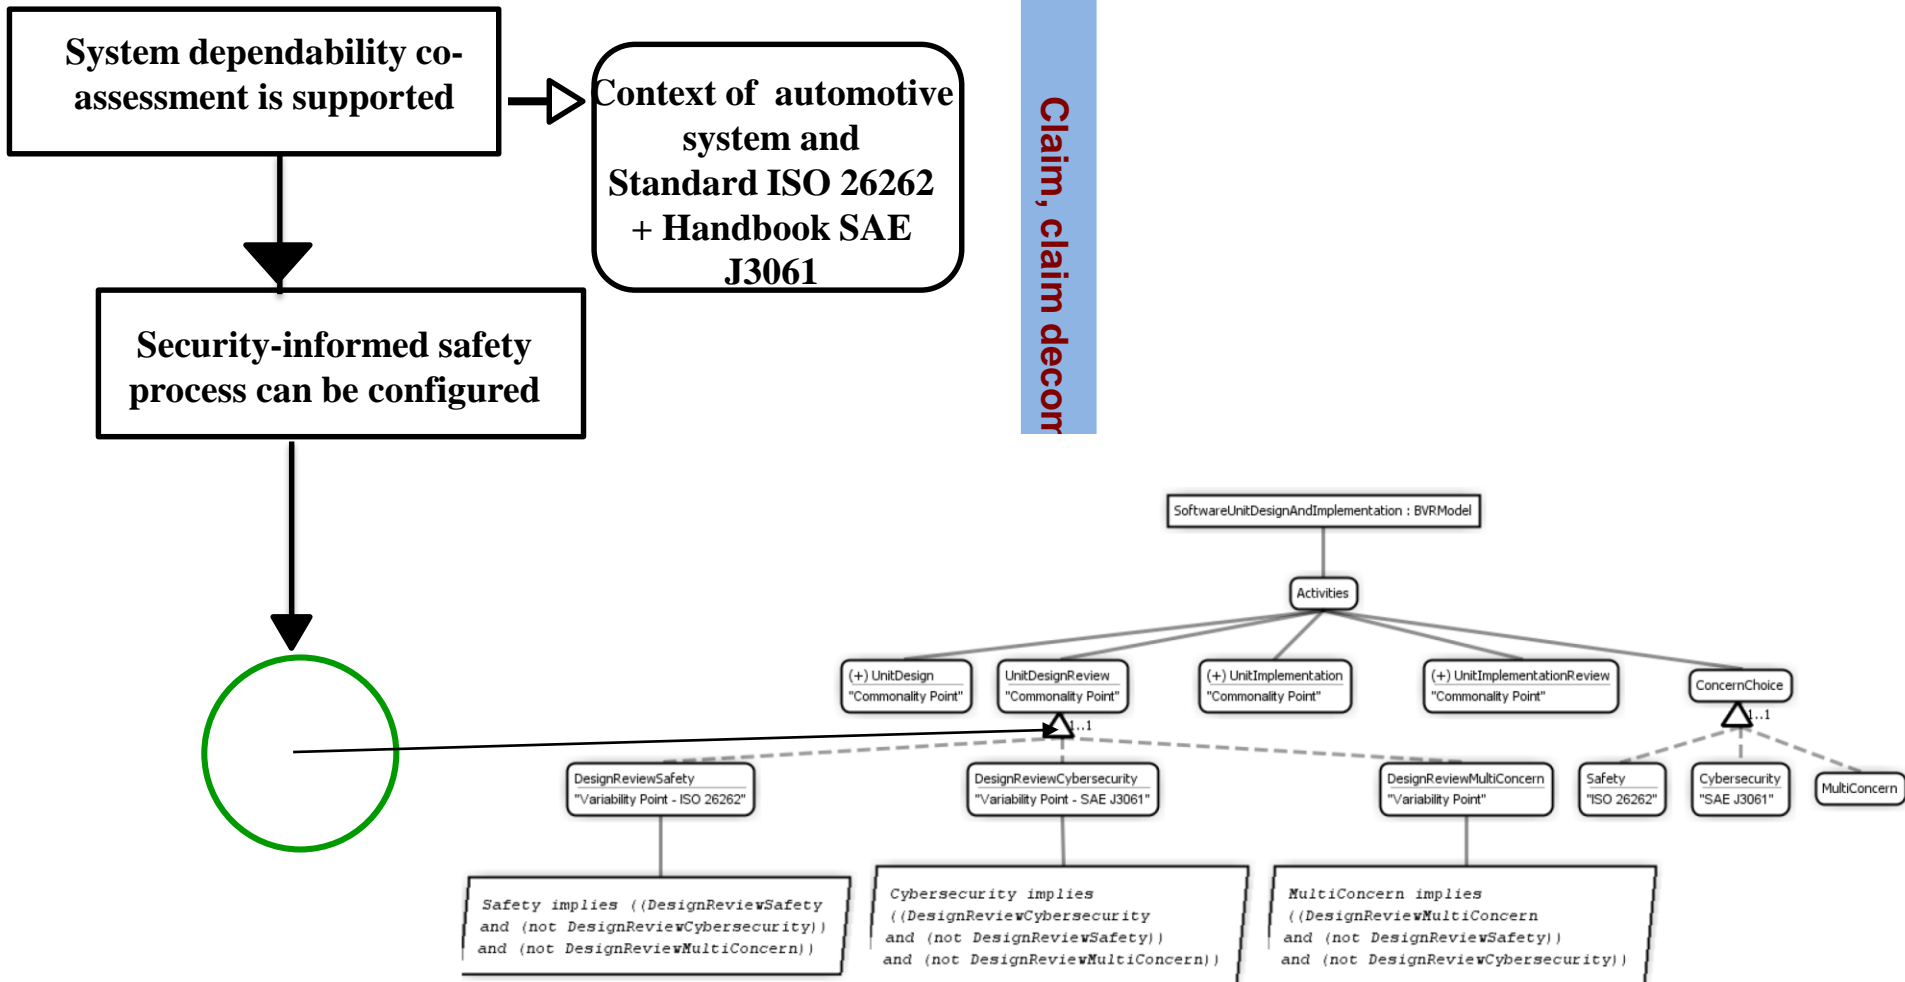 System dependability co-
assessment is supported
Context of automotive
system and
Standard ISO 26262
+ Handbook SAE
J3061
Claim, claim decom
Security-informed safety
process can be configured
SoftwareUnitDesignAndImplementation : BVRModel
Activities
(+) UnitDesign
"Commonality Point"
UnitDesignReview
"Commonality Point"
(+) UnitImplementation
"Commonality Point"
(+) UnitImplementationReview
"Commonality Point"
ConcernChoice
1..1
1..1
DesignReviewSafety
"Variability Point - ISO 26262"
DesignReviewCybersecurity
"Variability Point - SAE J3061"
DesignReviewMultiConcern
"Variability Point"
Safety
"ISO 26262"
Cybersecurity
"SAE J3061"
MultiConcern
Safety implies ((DesignReviewSafety
and (not DesignReviewCybersecurity))
and (not DesignReviewMultiConcern))
Cybersecurity implies
((DesignReviewCybersecurity
and (not DesignReviewSafety))
and (not DesignReviewMultiConcern))
MultiConcern implies
((DesignReviewMultiConcern
and (not DesignReviewSafety))
and (not DesignReviewCybersecurity))